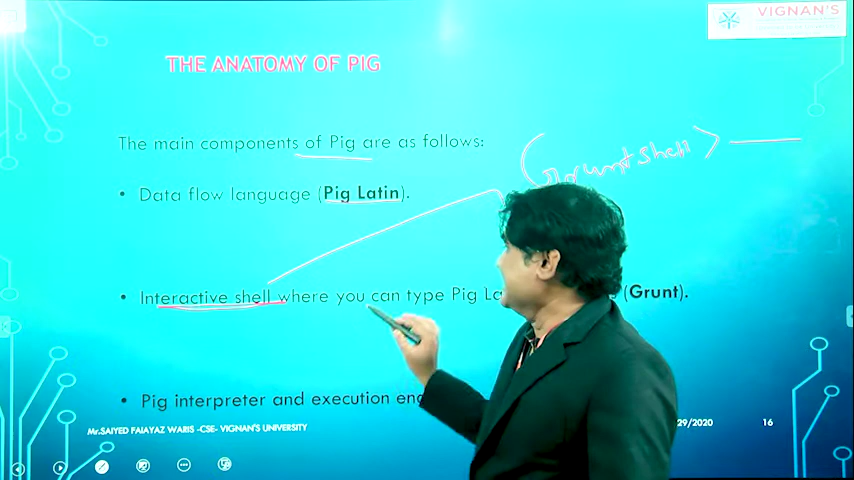 VIGNAN'S
THE ANATOMY OF PIG
The main components of Pig are as follows:
Grunt shell >
• Data flow language (Pig Latin).
• Interactive shell where you can type Pig (Grunt).
• Pig interpreter and execution
Mr.SAIYED FAIAYAZ WARIS -CSE- VIGNAN'S UNIVERSITY
29/2020
16